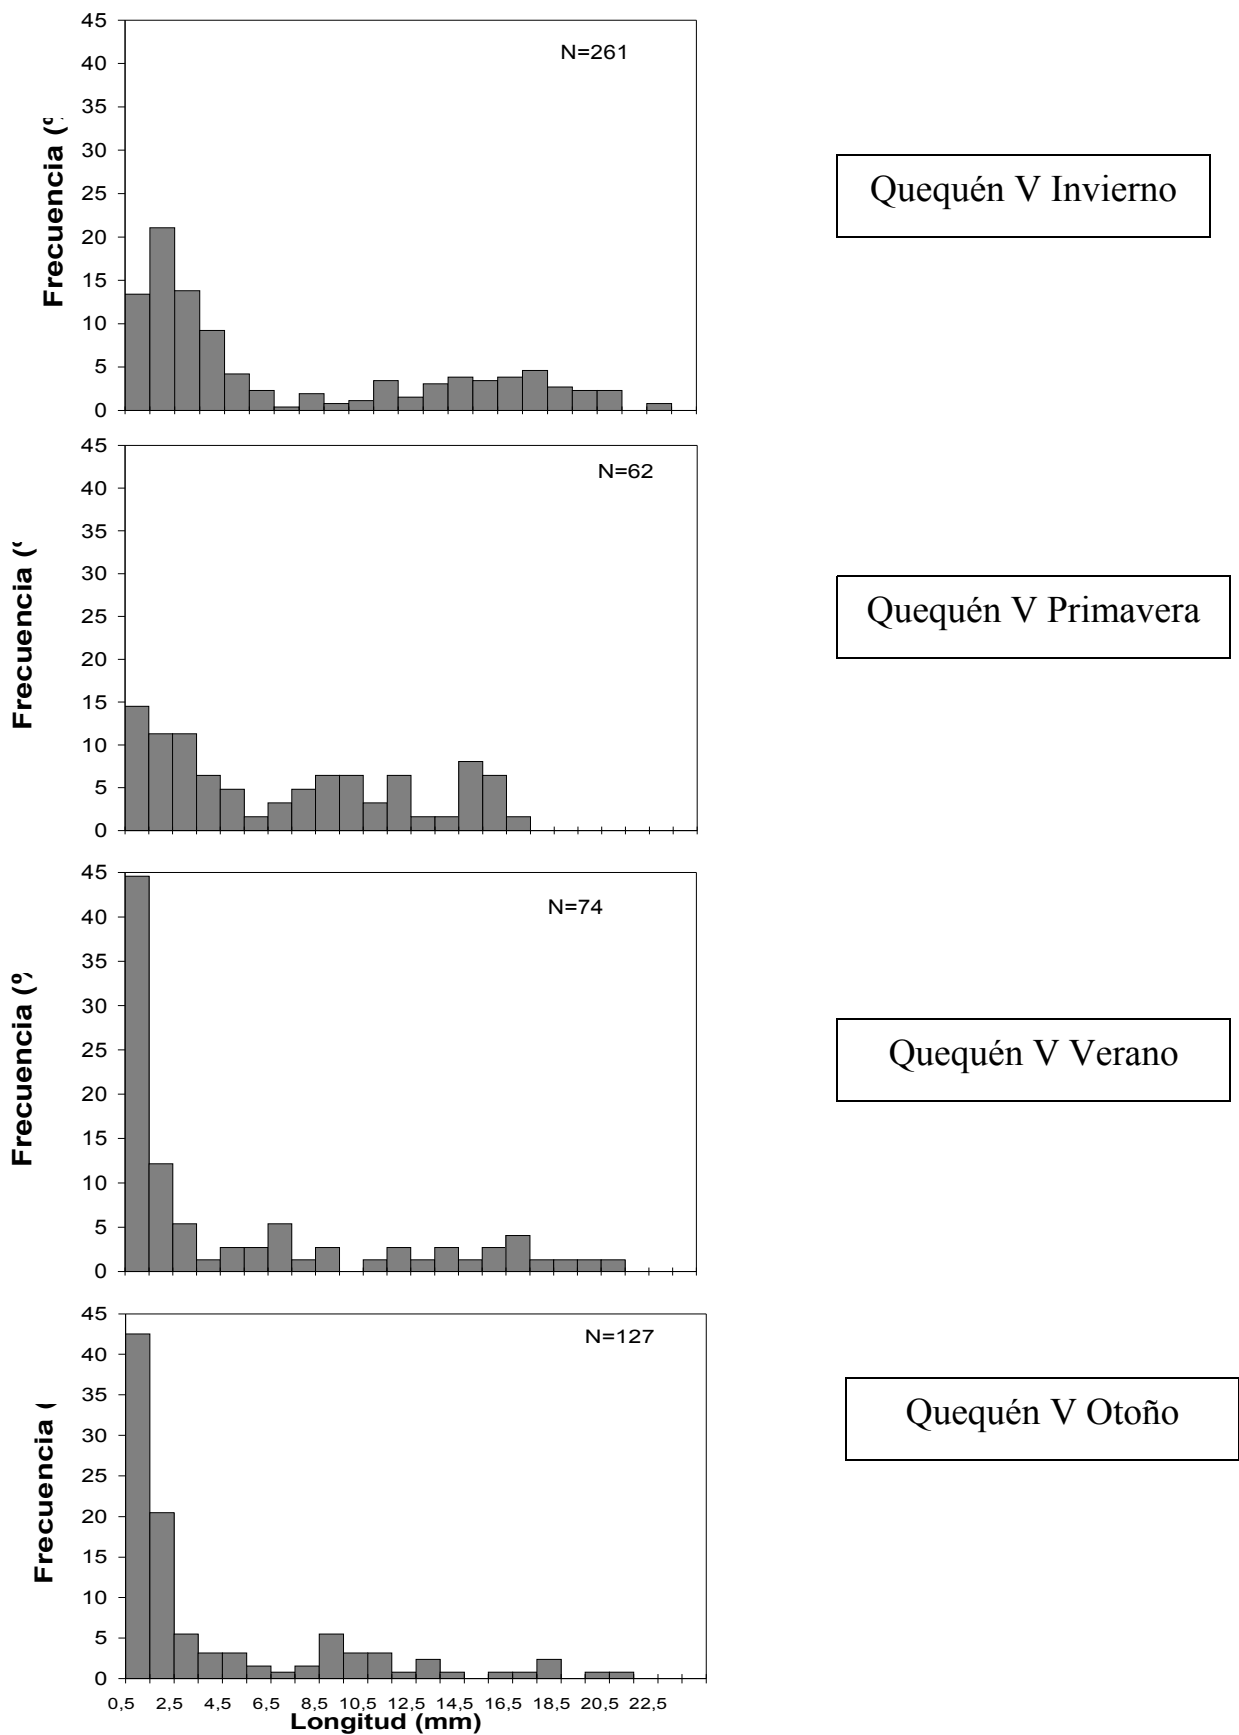 45
40
35
30
25
20
15
10
5
0
Frecuencia (%
N=261
Quequén V Invierno
45
40
35
30
25
20
15
10
5
0
Frecuencia (
N=62
Quequén V Primavera
45
40
35
30
25
20
15
10
5
0
Frecuencia (%
N=74
Quequén V Verano
45
40
35
30
25
20
15
10
5
0
Frecuencia (
N=127
Quequén V Otoño
0,5 2,5 4,5 6,5 8,5 10,5 12,5 14,5 16,5 18,5 20,5 22,5
Longitud (mm)